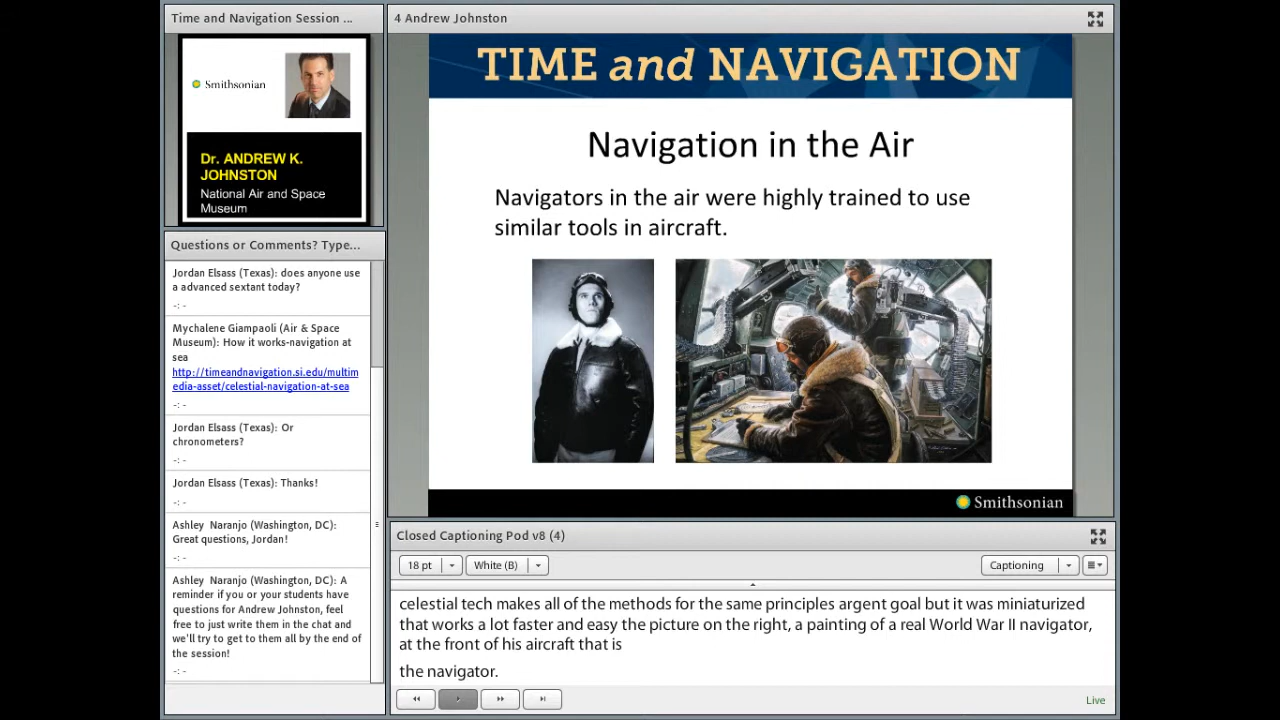 Time and Navigation Session ...
Smithsonian
Dr. ANDREW K.
JOHNSTON
National Air and Space
Museum
Questions or Comments? Type...
Jordan Elsass (Texas): does anyone use
a advanced sextant today?
-: -
Mychalene Giampaoli (Air & Space
Museum): How it works-navigation at
sea
http://timeandnavigation.si.edu/multim
edia-asset/celestial-navigation-at-sea
-: -
Jordan Elsass (Texas): Or
chronometers?
-: -
Jordan Elsass (Texas): Thanks!
-: -
Ashley Naranjo (Washington, DC):
Great questions, Jordan!
-: -
Ashley Naranjo (Washington, DC): A
reminder if you or your students have
questions for Andrew Johnston, feel
free to just write them in the chat and
we'll try to get to them all by the end of
the session!
-: -
4 Andrew Johnston
TIME and NAVIGATION
Navigation in the Air
Navigators in the air were highly trained to use
similar tools in aircraft.
Smithsonian
Closed Captioning Pod v8 (4)
18 pt
White (B)
Captioning
celestial tech makes all of the methods for the same principles argent goal but it was miniaturized
that works a lot faster and easy the picture on the right, a painting of a real World War II navigator,
at the front of his aircraft that is
the navigator.
Live